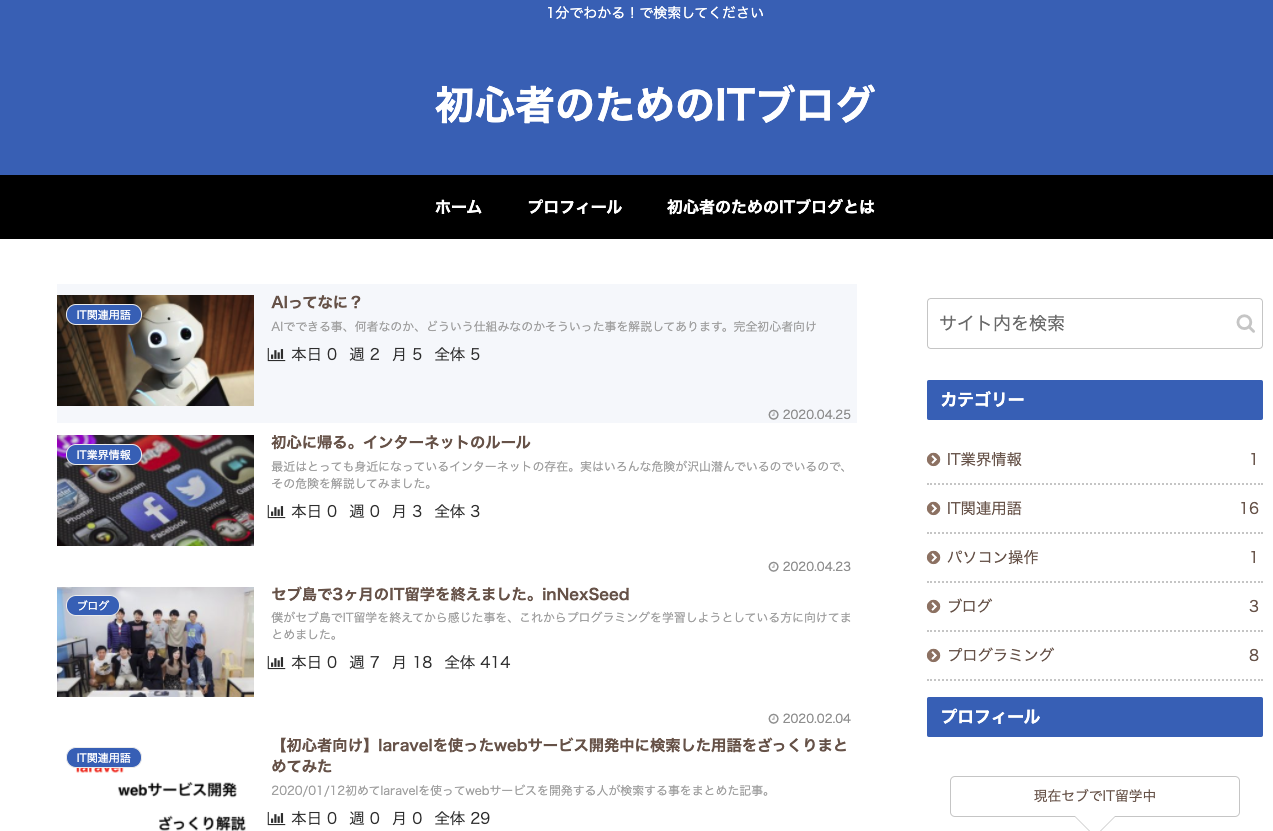 1分でわかる！で検索してください
初心者のためのITブログ
ホーム プロフィール 初心者のためのITブログとは
IT関連用語
AIってなに？
AIでできる事、何者なのか、どういう仕組みなのかそういった事を解説してあります。完全初心者向け
本日 0 週 2 月 5 全体 5
2020.04.25
IT業界情報
Yelp
Instagram
Twitter
Facebook
初心に帰る。インターネットのルール
最近はとっても身近になっているインターネットの存在。実はいろんな危険が沢山潜んでいるのでいるので、
その危険を解説してみました。
本日 0 週 0 月 3 全体 3
2020.04.23
ブログ
セブ島で3ヶ月のIT留学を終えました。inNexSeed
僕がセブ島でIT留学を終えてから感じた事を、これからプログラミングを学習しようとしている方に向けてま
とめました。
本日 0 週 7 月 18 全体 414
2020.02.04
IT関連用語
laravel
webサービス開発
ざっくり解説
【初心者向け】laravelを使ったwebサービス開発中に検索した用語をざっくりまと
めてみた
2020/01/12初めてlaravelを使ってwebサービスを開発する人が検索する事をまとめた記事。
本日 0 週 0 月 0 全体 29
サイト内を検索
カテゴリー
IT業界情報 1
IT関連用語 16
パソコン操作 1
ブログ 3
プログラミング 8
プロフィール
現在セブでIT留学中